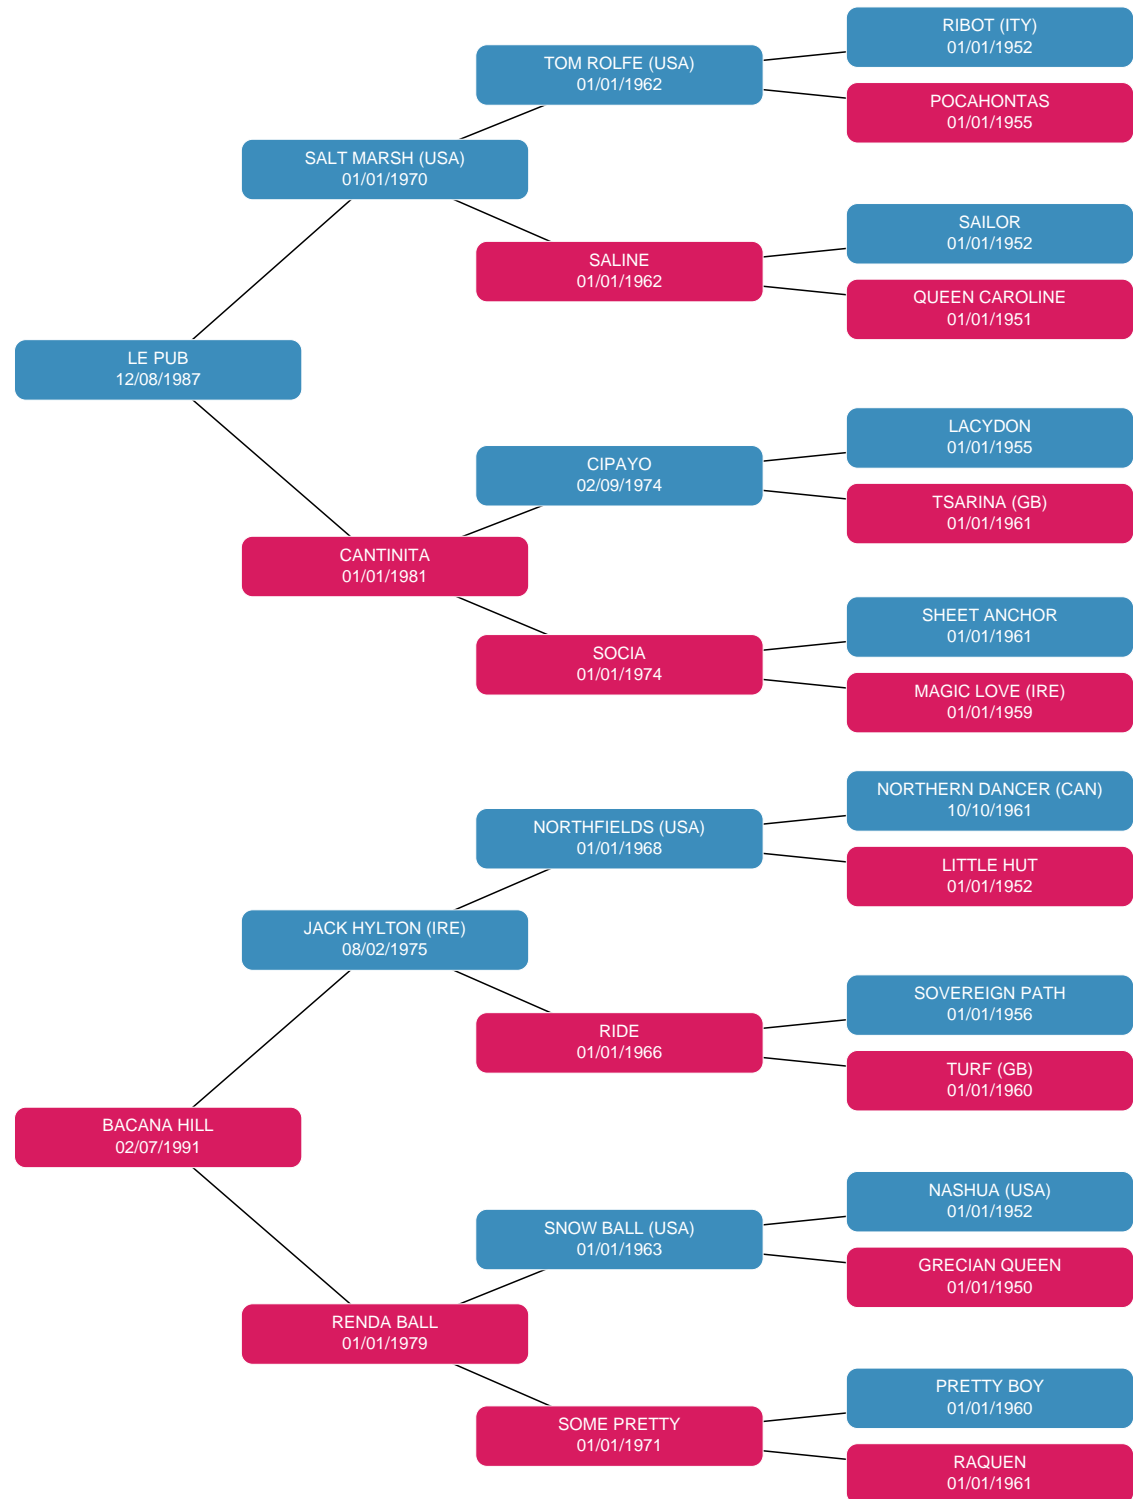 RIBOT (ITY)
01/01/1952
TOM ROLFE (USA)
01/01/1962
POCAHONTAS
01/01/1955
SALT MARSH (USA)
01/01/1970
SAILOR
01/01/1952
SALINE
01/01/1962
QUEEN CAROLINE
01/01/1951
LE PUB
12/08/1987
LACYDON
01/01/1955
CIPAYO
02/09/1974
TSARINA (GB)
01/01/1961
CANTINITA
01/01/1981
SHEET ANCHOR
01/01/1961
SOCIA
01/01/1974
MAGIC LOVE (IRE)
01/01/1959
NORTHERN DANCER (CAN)
10/10/1961
NORTHFIELDS (USA)
01/01/1968
LITTLE HUT
01/01/1952
JACK HYLTON (IRE)
08/02/1975
SOVEREIGN PATH
01/01/1956
RIDE
01/01/1966
TURF (GB)
01/01/1960
BACANA HILL
02/07/1991
NASHUA (USA)
01/01/1952
SNOW BALL (USA)
01/01/1963
GRECIAN QUEEN
01/01/1950
RENDA BALL
01/01/1979
PRETTY BOY
01/01/1960
SOME PRETTY
01/01/1971
RAQUEN
01/01/1961